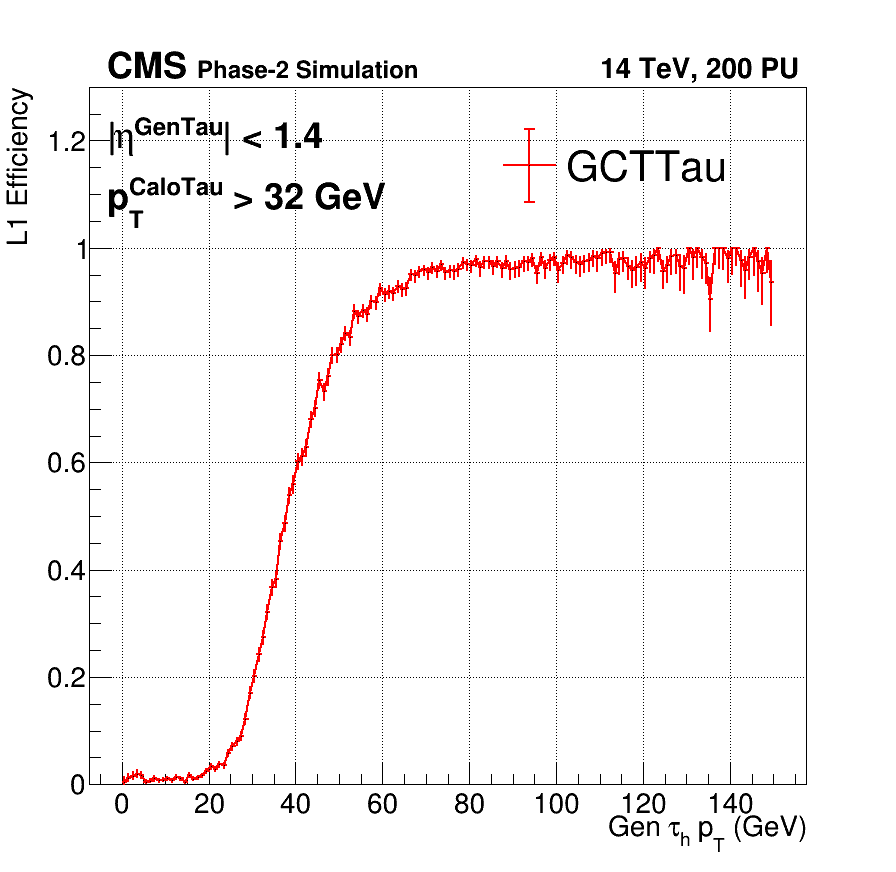 CMS Phase-2 Simulation 14 TeV, 200 PU
L1 Efficiency
|η^GenTau| < 1.4
p_T^CaloTau > 32 GeV
GCTTau
1.2
1
0.8
0.6
0.4
0.2
0
0 20 40 60 80 100 120 140
Gen τ_h p_T (GeV)